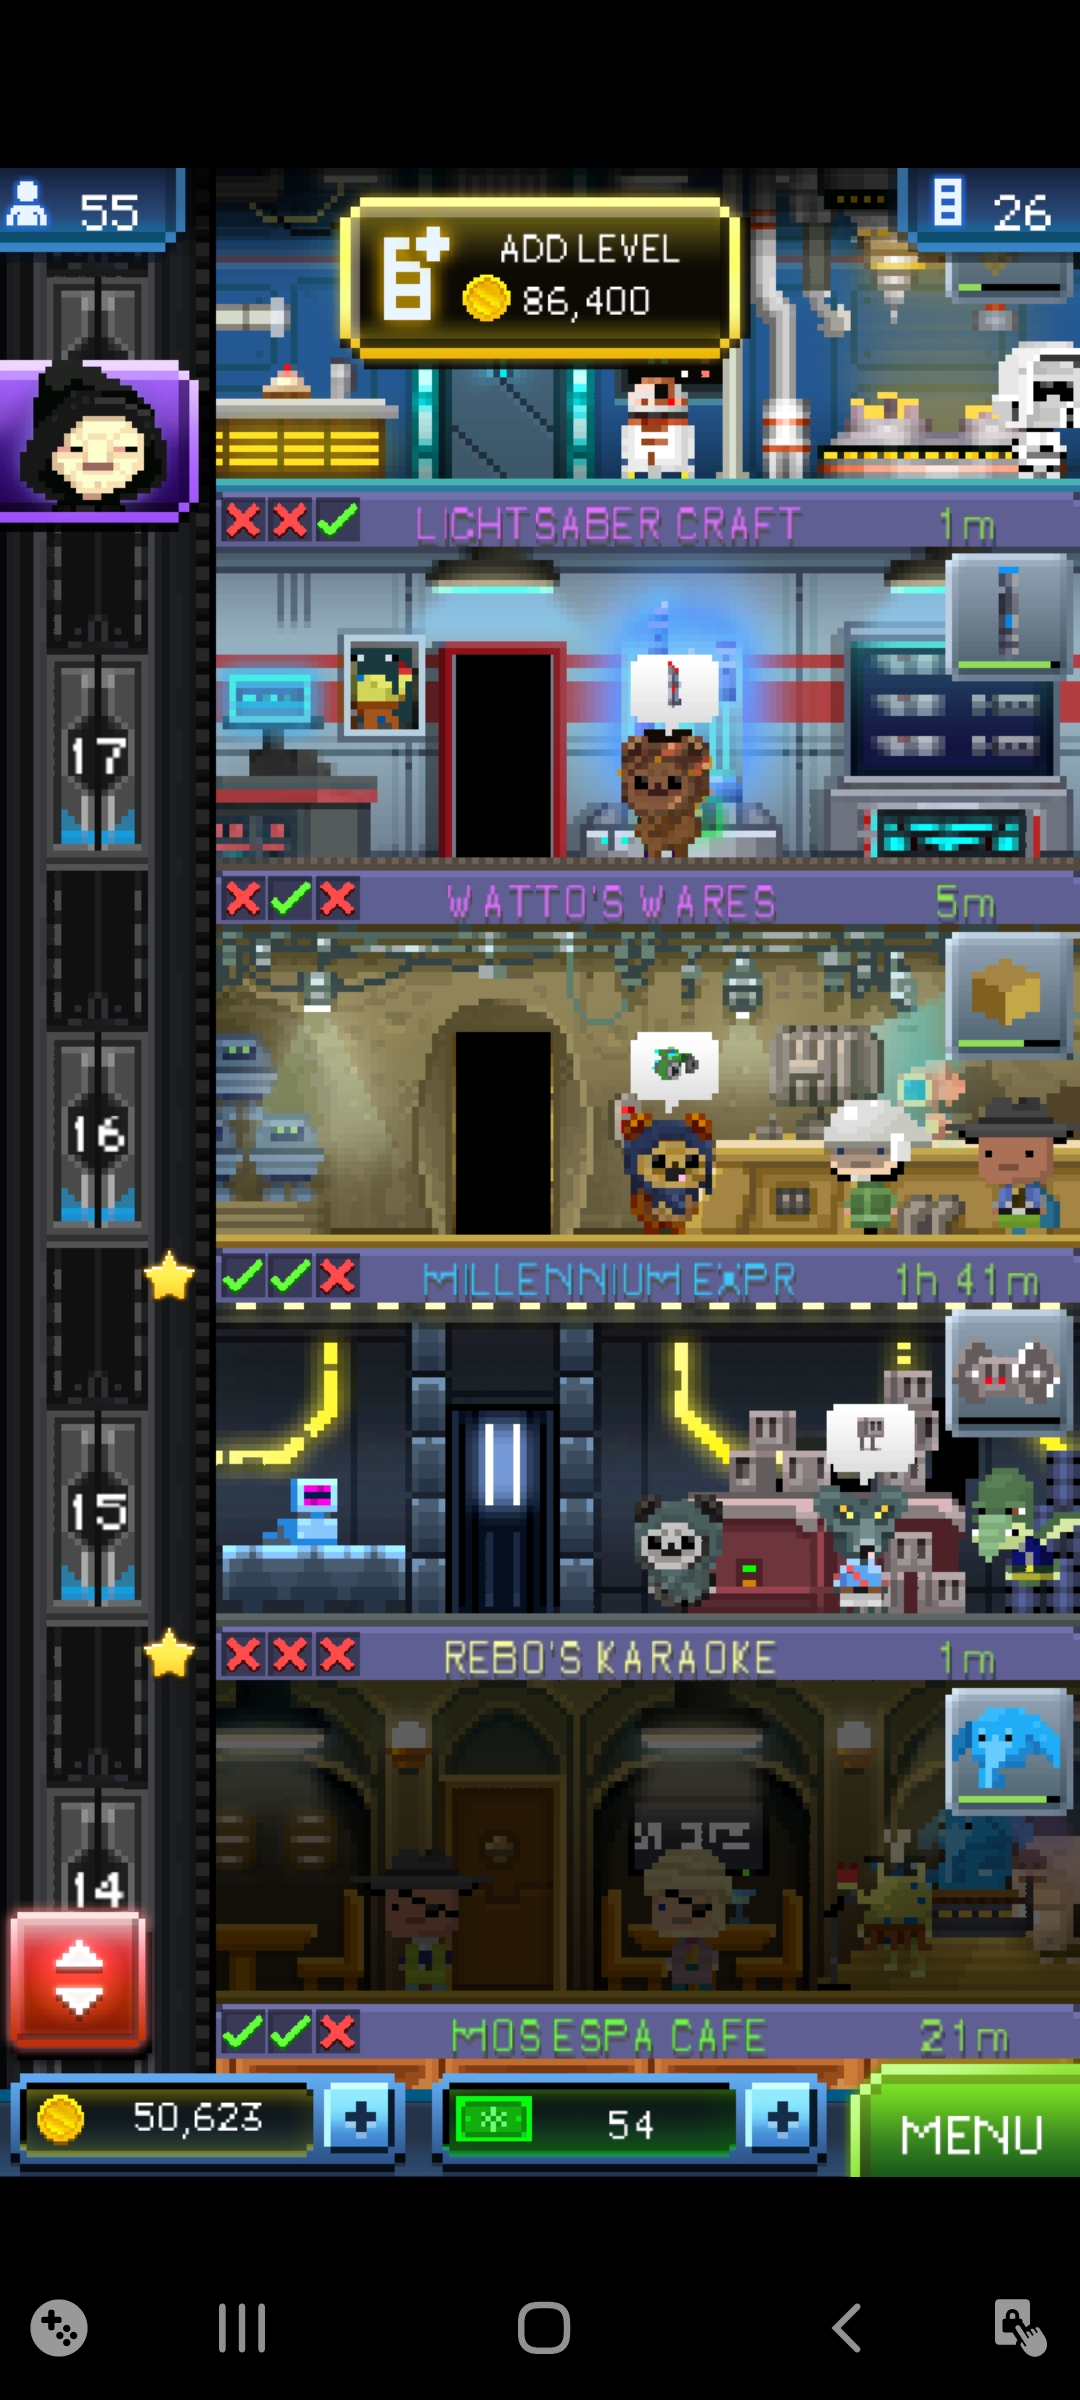 55
ADD LEVEL
86,400
26
LIGHTSABER CRAFT 1m
17
WATTO'S WARES 5m
16
MILLENNIUM EXPR 1h 41m
15
REBO'S KARAOKE 1m
14
MOS ESPA CAFE 21m
50,623
54
MENU